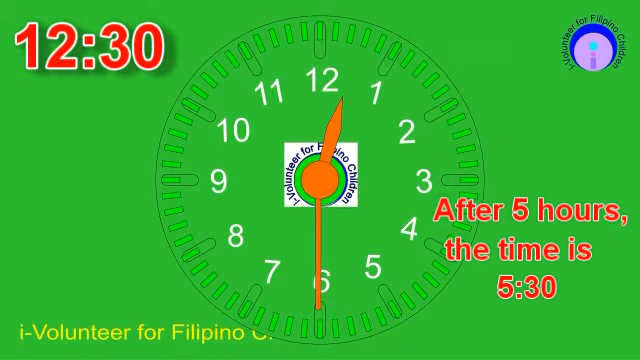 12:30
i-Volunteer for Filipino Children
12
1
2
3
4
5
6
7
8
9
10
11
i-Volunteer for Filipino Children
After 5 hours,
the time is
5:30
i-Volunteer for Filipino